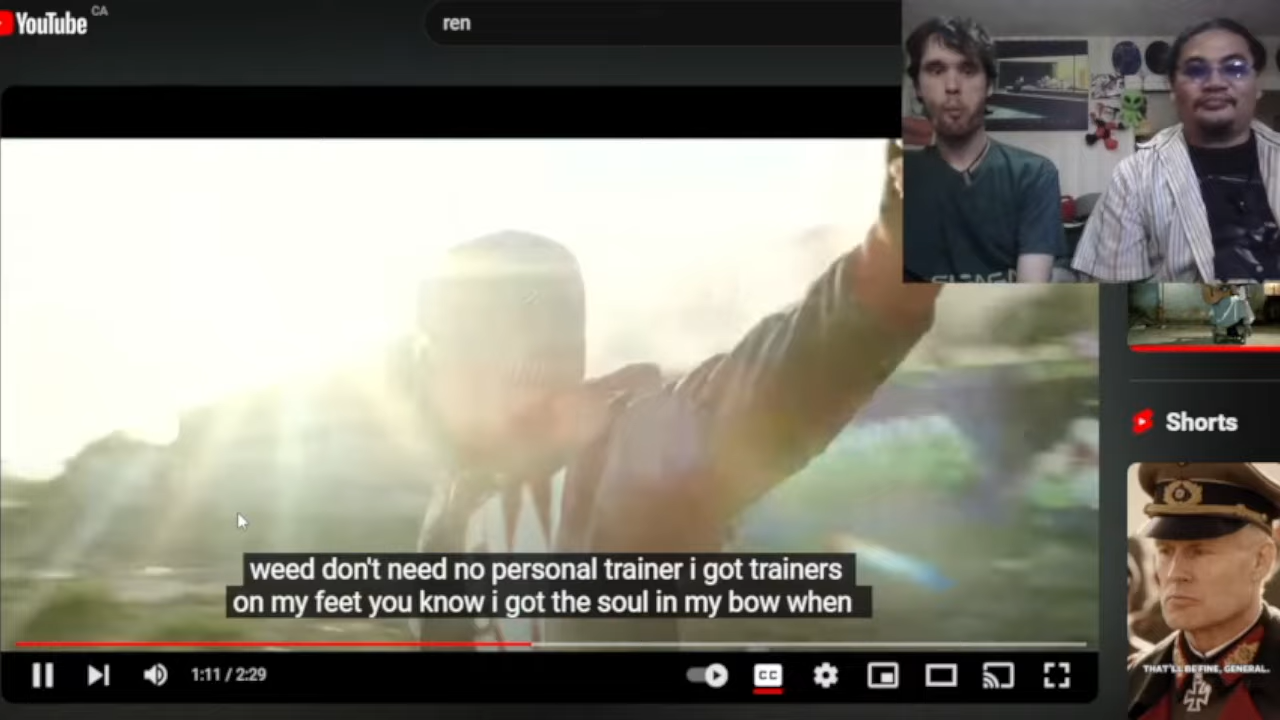 YouTube CA
ren
weed don't need no personal trainer i got trainers
on my feet you know i got the soul in my bow when
1:11 / 2:29
CC
Shorts
THAT'LL BE FINE, GENERAL.